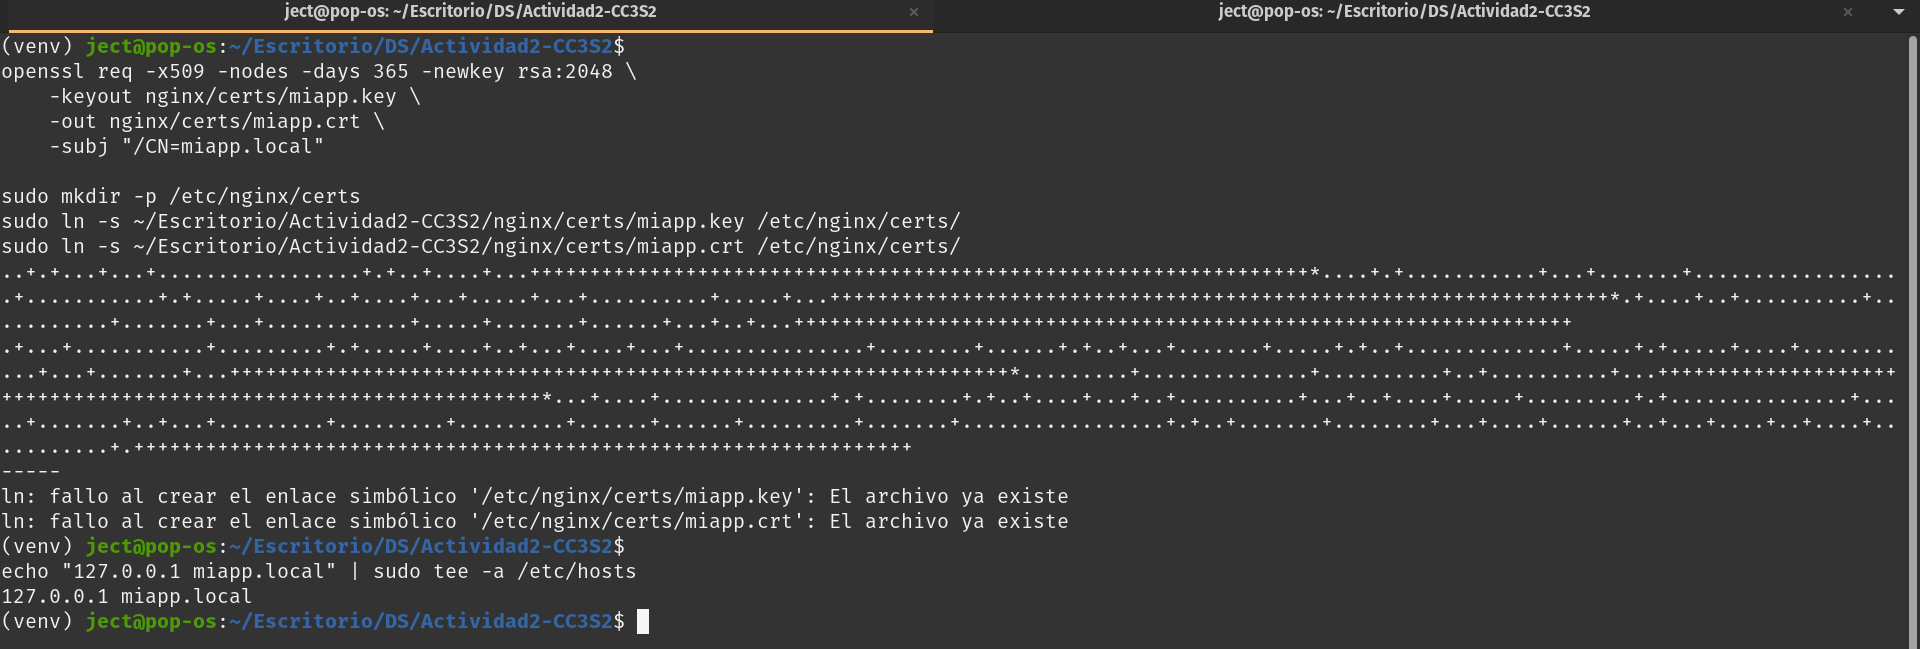 ject@pop-os: ~/Escritorio/DS/Actividad2-CC3S2 × ject@pop-os: ~/Escritorio/DS/Actividad2-CC3S2 ×
(venv) ject@pop-os:~/Escritorio/DS/Actividad2-CC3S2$
openssl req -x509 -nodes -days 365 -newkey rsa:2048 \
    -keyout nginx/certs/miapp.key \
    -out nginx/certs/miapp.crt \
    -subj "/CN=miapp.local"
sudo mkdir -p /etc/nginx/certs
sudo ln -s ~/Escritorio/Actividad2-CC3S2/nginx/certs/miapp.key /etc/nginx/certs/
sudo ln -s ~/Escritorio/Actividad2-CC3S2/nginx/certs/miapp.crt /etc/nginx/certs/
-----
ln: fallo al crear el enlace simbólico '/etc/nginx/certs/miapp.key': El archivo ya existe
ln: fallo al crear el enlace simbólico '/etc/nginx/certs/miapp.crt': El archivo ya existe
(venv) ject@pop-os:~/Escritorio/DS/Actividad2-CC3S2$
echo "127.0.0.1 miapp.local" | sudo tee -a /etc/hosts
127.0.0.1 miapp.local
(venv) ject@pop-os:~/Escritorio/DS/Actividad2-CC3S2$